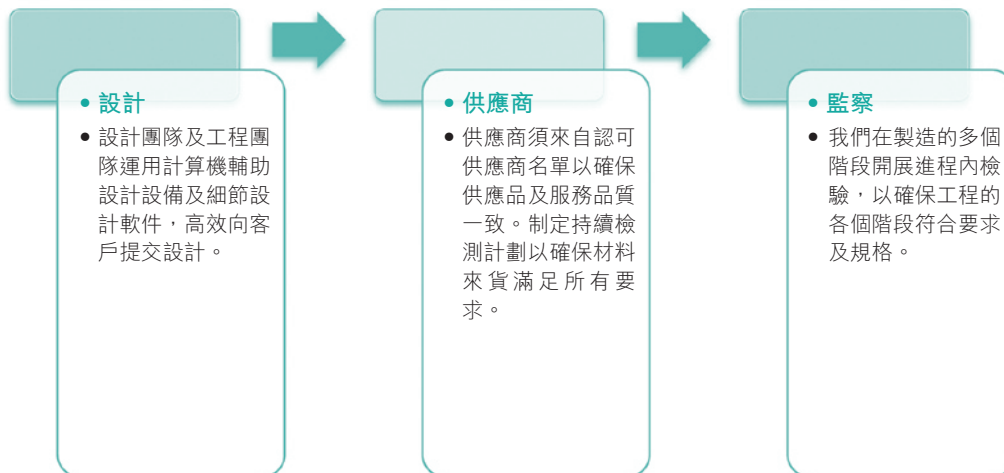 • 設計
• 設計團隊及工程團
隊運用計算機輔助
設計設備及細節設
計軟件，高效向客
戶提交設計。
• 供應商
• 供應商須來自認可
供應商名單以確保
供應品及服務品質
一致。制定持續檢
測計劃以確保材料
來貨滿足所有要
求。
• 監察
• 我們在製造的多個
階段開展進程內檢
驗，以確保工程的
各個階段符合要求
及規格。